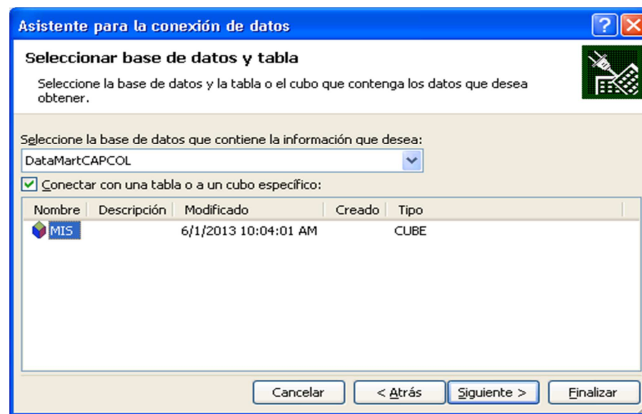 Asistente para la conexión de datos
Seleccionar base de datos y tabla
Seleccione la base de datos y la tabla o el cubo que contenga los datos que desea
obtener.
Seleccione la base de datos que contiene la información que desea:
DataMartCAPCOL
Conectar con una tabla o a un cubo específico:
Nombre Descripción Modificado Creado Tipo
MIS 6/1/2013 10:04:01 AM CUBE
Cancelar < Atrás Siguiente > Finalizar